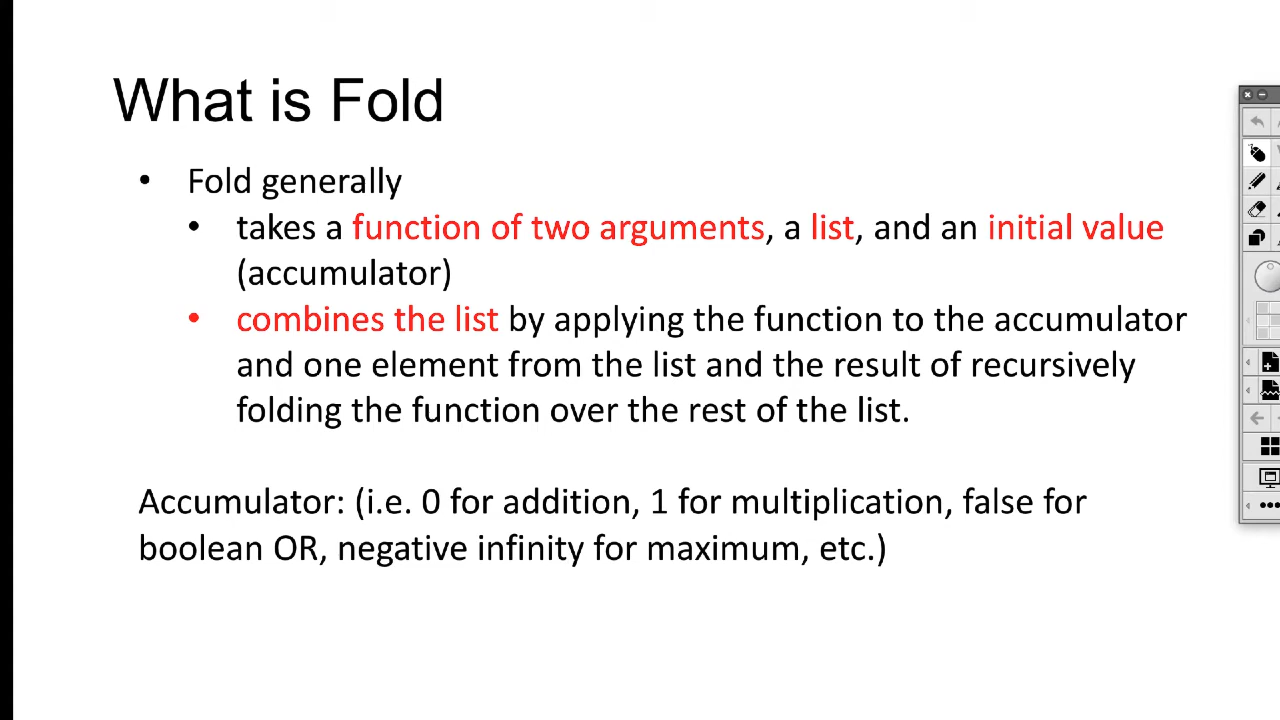 What is Fold
• Fold generally
• takes a function of two arguments, a list, and an initial value
(accumulator)
• combines the list by applying the function to the accumulator
and one element from the list and the result of recursively
folding the function over the rest of the list.
Accumulator: (i.e. 0 for addition, 1 for multiplication, false for
boolean OR, negative infinity for maximum, etc.)